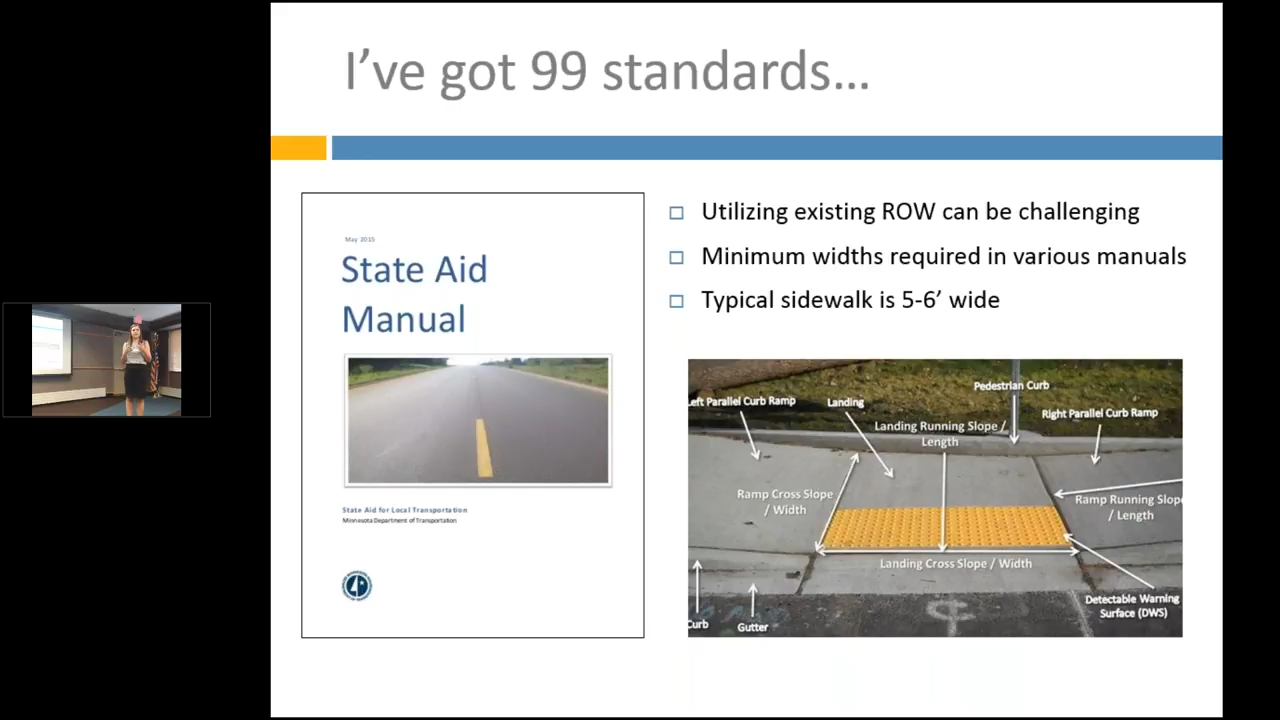 I've got 99 standards…
May 2015
State Aid
Manual
State Aid for Local Transportation
Minnesota Department of Transportation
Utilizing existing ROW can be challenging
Minimum widths required in various manuals
Typical sidewalk is 5-6' wide
Pedestrian Curb
Left Parallel Curb Ramp
Landing
Right Parallel Curb Ramp
Landing Running Slope /
Length
Ramp Cross Slope
/ Width
Ramp Running Slope
/ Length
Landing Cross Slope / Width
Detectable Warning
Surface (DWS)
Curb
Gutter